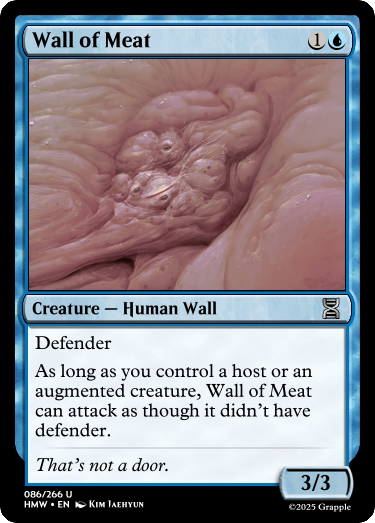 Wall of Meat
1
Creature — Human Wall
Defender
As long as you control a host or an
augmented creature, Wall of Meat
can attack as though it didn't have
defender.
That's not a door.
3/3
086/266 U
HMW • EN Kim Jaehyun
©2025 Grapple